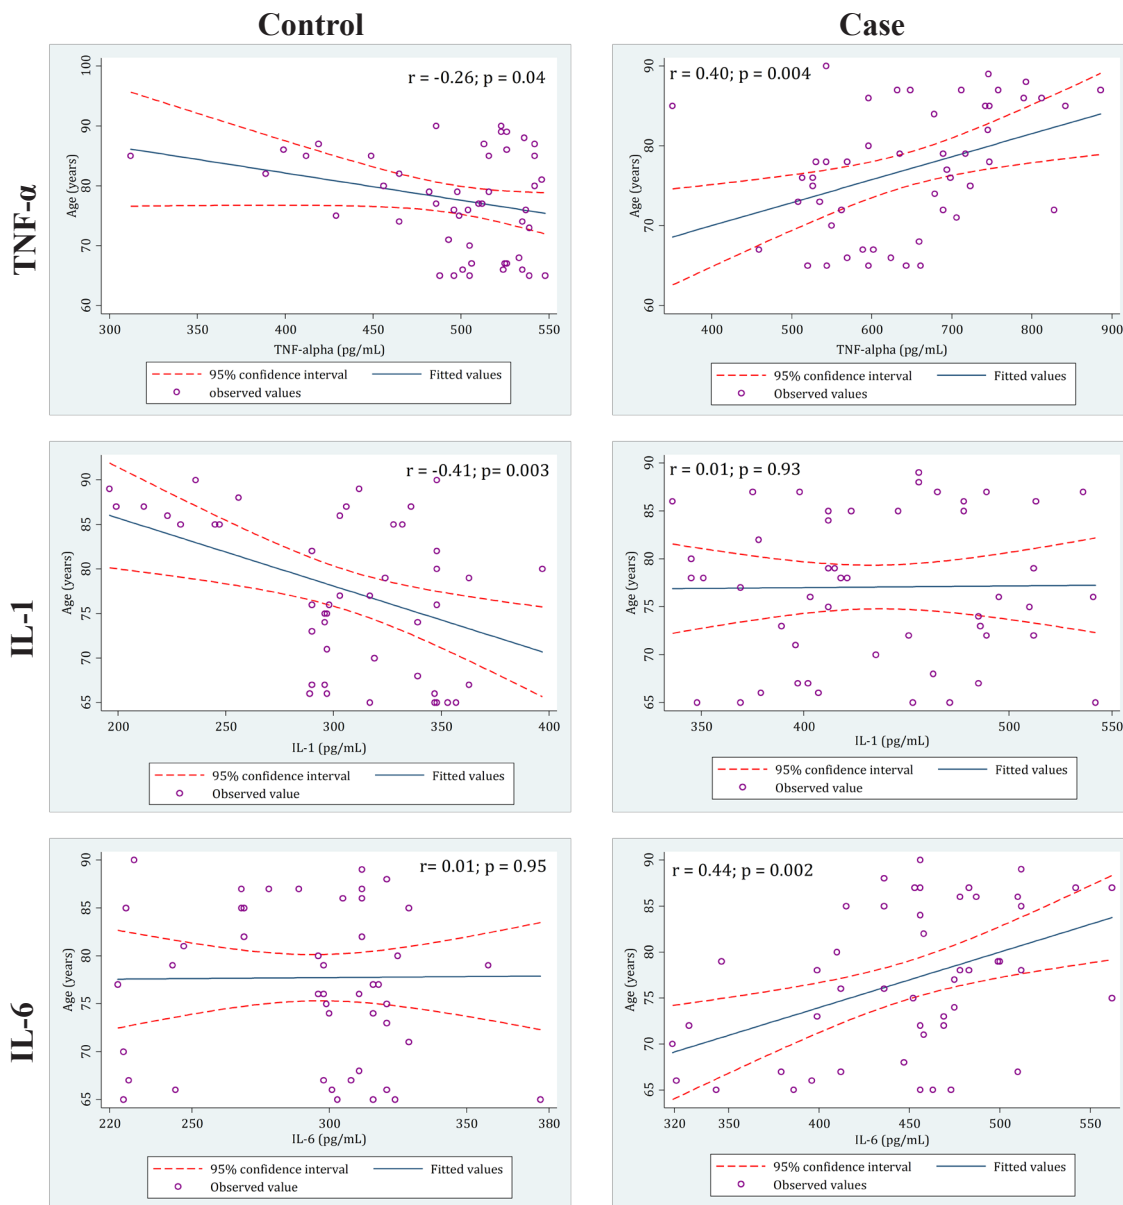 Control
Case
TNF-α
r = -0.26; p = 0.04
Age (years)
100
90
80
70
60
300 350 400 450 500 550
TNF-alpha (pg/mL)
95% confidence interval Fitted values
observed values
r = 0.40; p = 0.004
Age (years)
90
80
70
60
400 500 600 700 800 900
TNF-alpha (pg/mL)
95% confidence interval Fitted values
Observed values
IL-1
r = -0.41; p= 0.003
Age (years)
90
85
80
75
70
65
200 250 300 350 400
IL-1 (pg/mL)
95% confidence interval Fitted values
Observed value
r = 0.01; p = 0.93
Age (years)
90
85
80
75
70
65
350 400 450 500 550
IL-1 (pg/mL)
95% confidence interval Fitted values
Observed value
IL-6
r= 0.01; p = 0.95
Age (years)
90
85
80
75
70
65
220 250 300 350 380
IL-6 (pg/mL)
95% confidence interval Fitted values
Observed value
r = 0.44; p = 0.002
Age (years)
90
85
80
75
70
65
320 350 400 450 500 550
IL-6 (pg/mL)
95% confidence interval Fitted values
Observed values